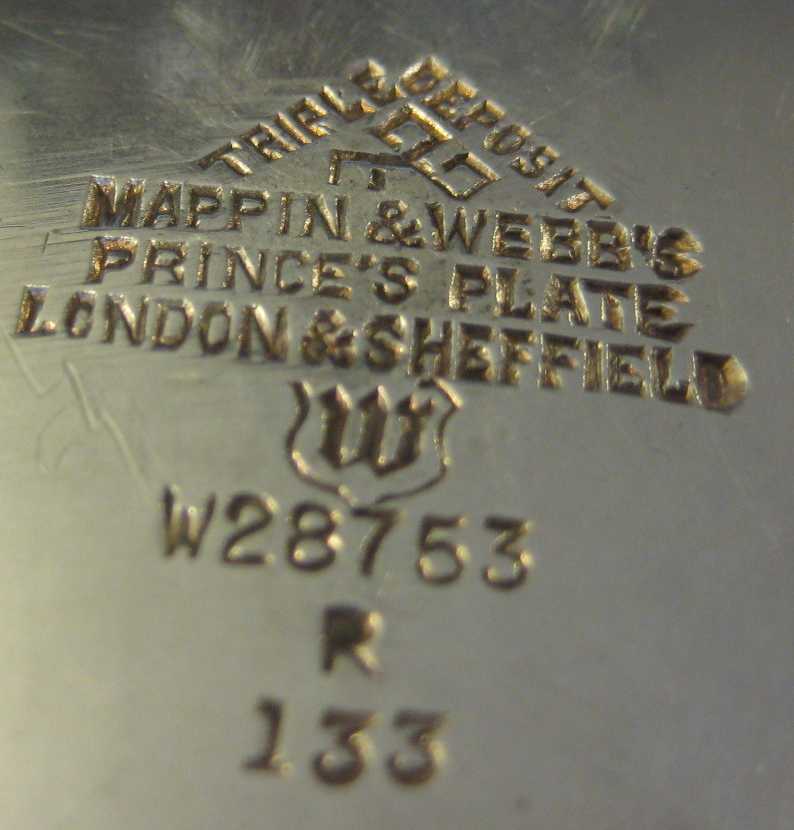 TRIPLE DEPOSIT
MAPPIN & WEBB'S
PRINCE'S PLATE
LONDON & SHEFFIELD
W
W28753
R
133